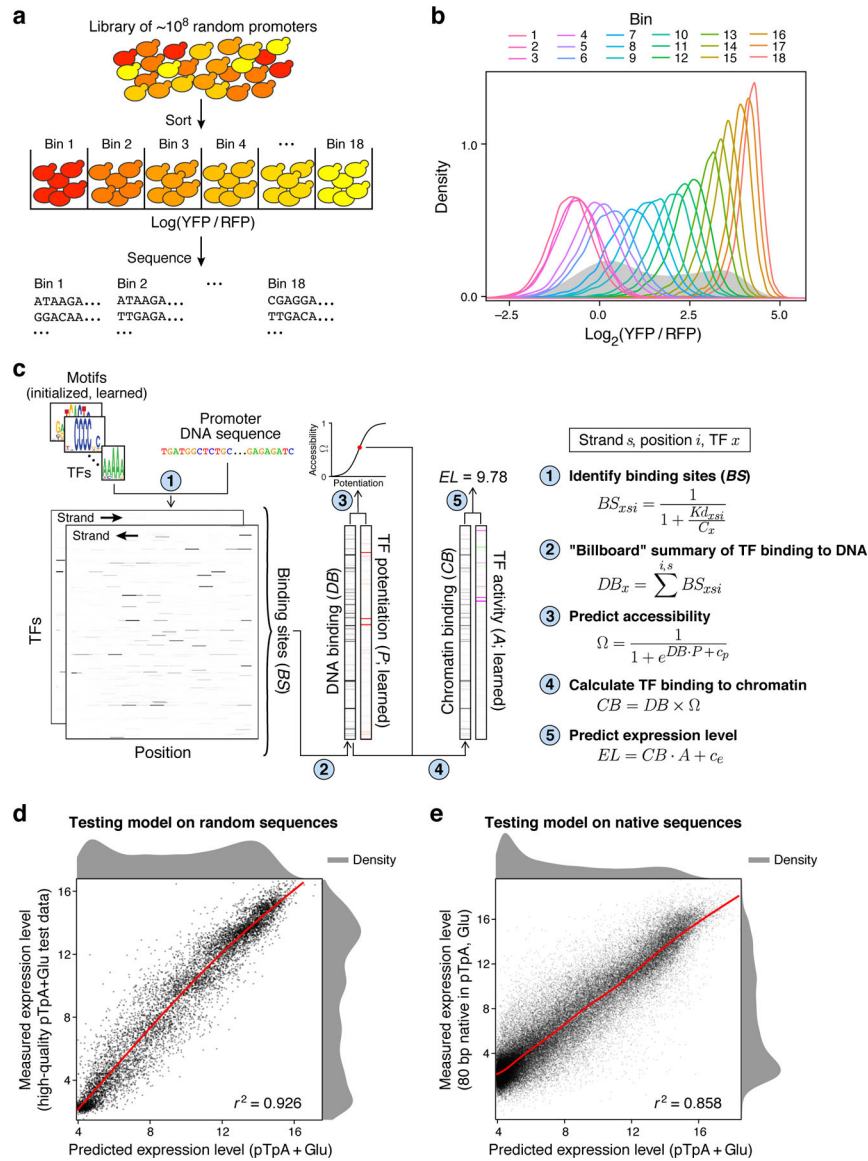 a
Library of ~10⁸ random promoters
Sort
Bin 1 Bin 2 Bin 3 Bin 4 ... Bin 18
Log(YFP / RFP)
Sequence
Bin 1 Bin 2 ... Bin 18
ATAAGA... ATAAGA... CGAGGA...
GGACAA... TTGAGA... TTGACA...
... ... ...
b
Bin
1 4 7 10 13 16
2 5 8 11 14 17
3 6 9 12 15 18
Density
1.0
0.0
−2.5 0.0 2.5 5.0
Log₂(YFP / RFP)
c
Motifs
(initialized, learned)
TFs
Promoter
DNA sequence
TGATGGCTCTGC...GAGAGATC
1
Strand
Strand
TFs
Position
Binding sites (BS)
2
Accessibility
Ω
Potentiation
3
DNA binding (DB)
TF potentiation (P; learned)
4
EL = 9.78
5
Chromatin binding (CB)
TF activity (A; learned)
Strand s, position i, TF x
1 Identify binding sites (BS)
BS_xsi = 1 / (1 + Kd_xsi / C_x)
2 "Billboard" summary of TF binding to DNA
DB_x = ∑^{i,s} BS_xsi
3 Predict accessibility
Ω = 1 / (1 + e^{DB·P+c_p})
4 Calculate TF binding to chromatin
CB = DB × Ω
5 Predict expression level
EL = CB · A + c_e
d
Testing model on random sequences
Density
Measured expression level
(high-quality pTpA+Glu test data)
16
12
8
4
r² = 0.926
4 8 12 16
Predicted expression level (pTpA + Glu)
e
Testing model on native sequences
Density
Measured expression level
(80 bp native in pTpA, Glu)
16
12
8
4
r² = 0.858
4 8 12 16
Predicted expression level (pTpA + Glu)